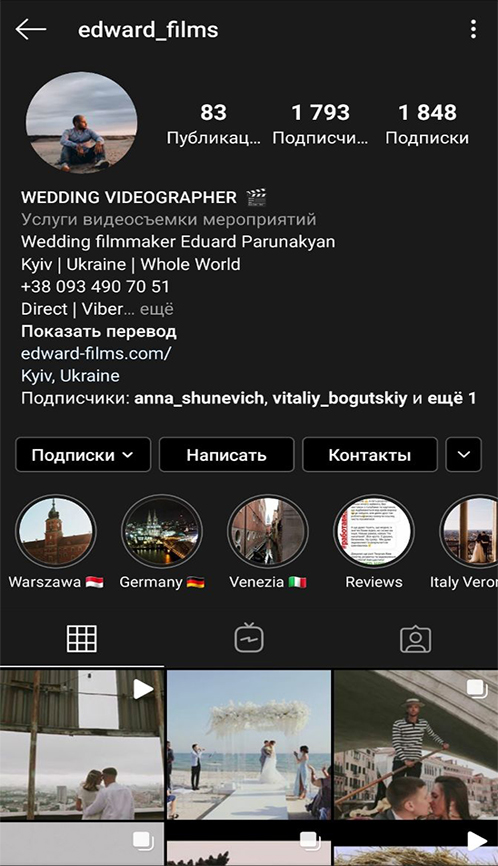 edward_films
83 1 793 1 848
Публикац... Подписчи... Подписки
WEDDING VIDEOGRAPHER
Услуги видеосъемки мероприятий
Wedding filmmaker Eduard Parunakyan
Kyiv | Ukraine | Whole World
+38 093 490 70 51
Direct | Viber... ещё
Показать перевод
edward-films.com/
Kyiv, Ukraine
Подписчики: anna_shunevich, vitaliy_bogutskiy и ещё 1
Подписки Написать Контакты
Warszawa Germany Venezia Reviews Italy Veron